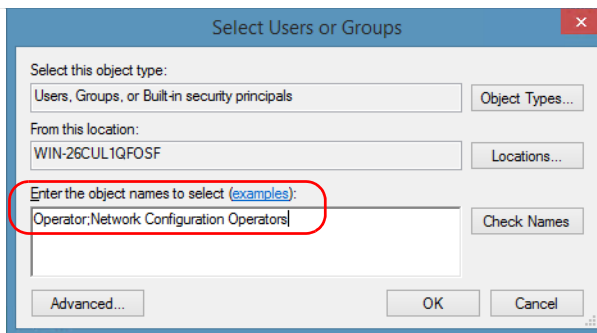 Select Users or Groups
Select this object type:
Users, Groups, or Built-in security principals
Object Types...
From this location:
WIN-26CUL1QFOSF
Locations...
Enter the object names to select (examples):
Operator;Network Configuration Operators
Check Names
Advanced...
OK
Cancel